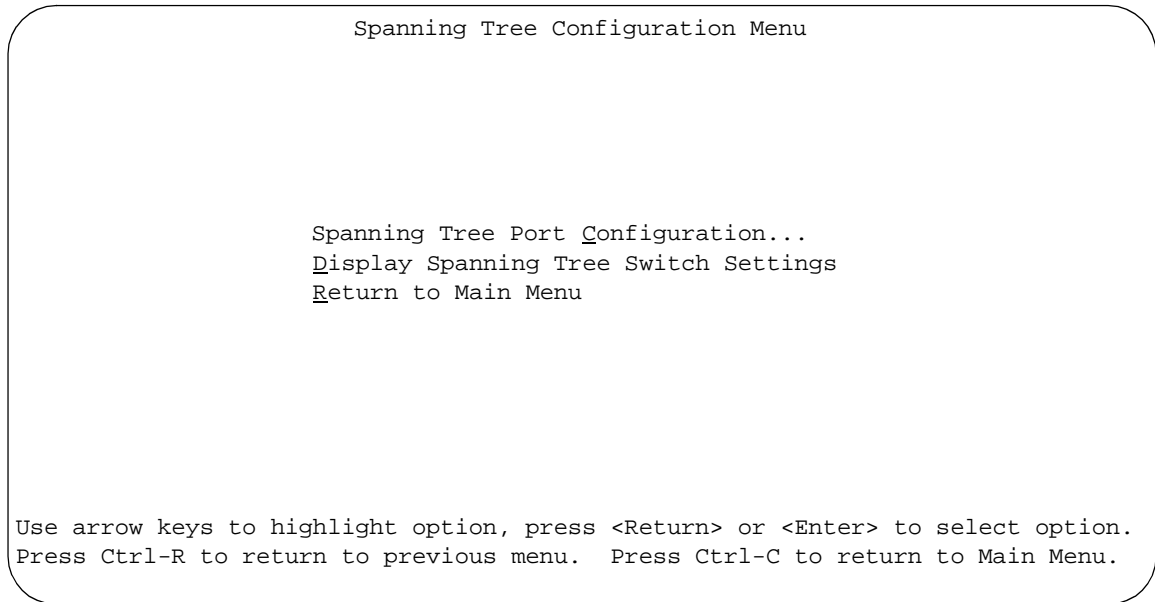 Spanning Tree Configuration Menu
Spanning Tree Port Configuration...
Display Spanning Tree Switch Settings
Return to Main Menu
Use arrow keys to highlight option, press <Return> or <Enter> to select option.
Press Ctrl-R to return to previous menu.  Press Ctrl-C to return to Main Menu.